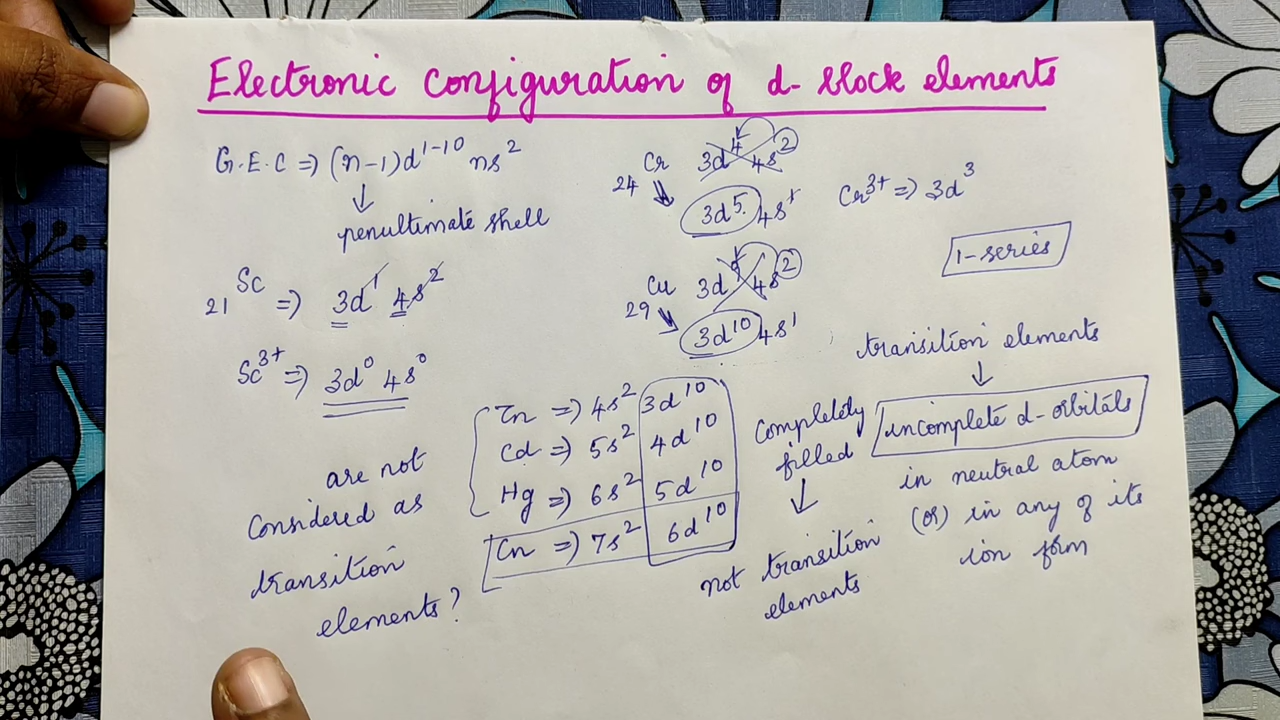 Electronic Configuration of d-block elements
G.E.C ⇒ (n-1)d¹⁻¹⁰ ns²
↓
penultimate shell
₂₁Sc ⇒ 3d¹ 4s²
Sc³⁺ ⇒ 3d⁰ 4s⁰
Cr 3d⁴ 4s²
24
3d⁵ 4s¹
Cr³⁺ ⇒ 3d³
1-series
Cu 3d⁹ 4s²
29
3d¹⁰ 4s¹
Zn ⇒ 4s² 3d¹⁰
Cd ⇒ 5s² 4d¹⁰
Hg ⇒ 6s² 5d¹⁰
Cn ⇒ 7s² 6d¹⁰
are not
Considered as
transition
elements?
Completely
filled
↓
not transition
elements
transition elements
↓
incomplete d-orbitals
in neutral atom
(or) in any of its
ion form